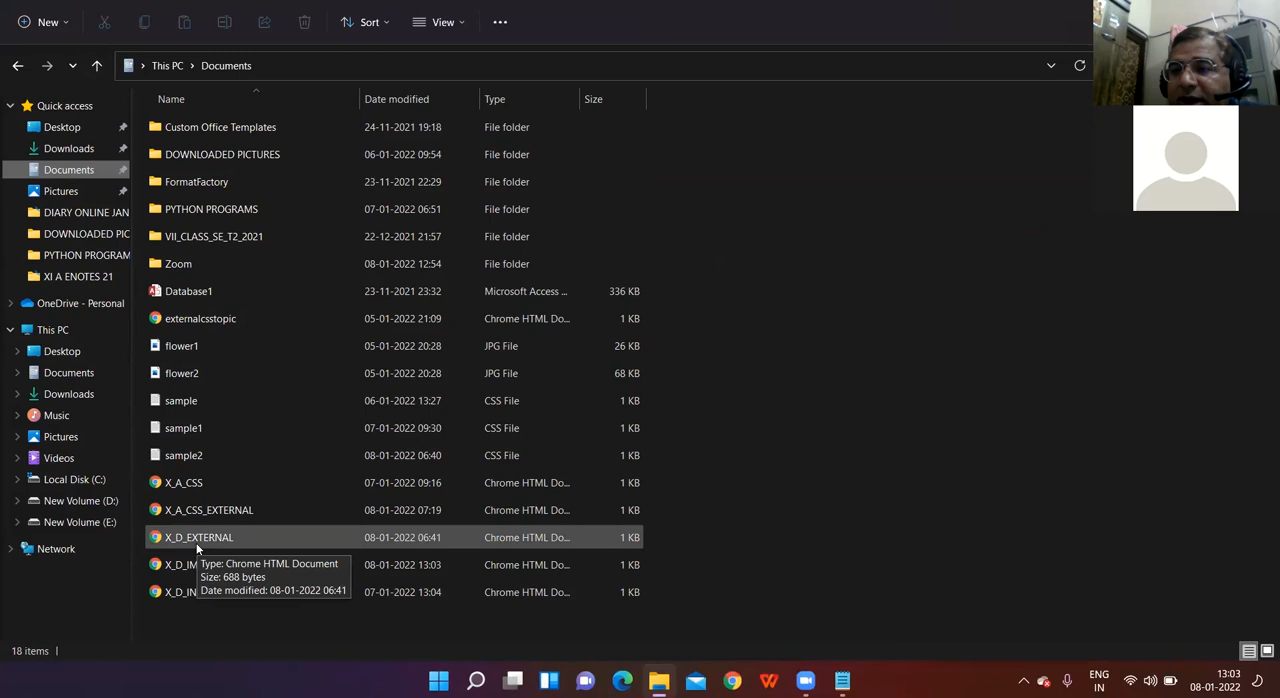 New Sort View
This PC > Documents
Name Date modified Type Size
Quick access
Desktop
Downloads
Documents
Pictures
DIARY ONLINE JAN
DOWNLOADED PIC
PYTHON PROGRAM
XI A ENOTES 21
OneDrive - Personal
This PC
Desktop
Documents
Downloads
Music
Pictures
Videos
Local Disk (C:)
New Volume (D:)
New Volume (E:)
Network
Custom Office Templates 24-11-2021 19:18 File folder
DOWNLOADED PICTURES 06-01-2022 09:54 File folder
FormatFactory 23-11-2021 22:29 File folder
PYTHON PROGRAMS 07-01-2022 06:51 File folder
VII_CLASS_SE_T2_2021 22-12-2021 21:57 File folder
Zoom 08-01-2022 12:54 File folder
Database1 23-11-2021 23:32 Microsoft Access ... 336 KB
externalcsstopic 05-01-2022 21:09 Chrome HTML Do... 1 KB
flower1 05-01-2022 20:28 JPG File 26 KB
flower2 05-01-2022 20:28 JPG File 68 KB
sample 06-01-2022 13:27 CSS File 1 KB
sample1 07-01-2022 09:30 CSS File 1 KB
sample2 08-01-2022 06:40 CSS File 1 KB
X_A_CSS 07-01-2022 09:16 Chrome HTML Do... 1 KB
X_A_CSS_EXTERNAL 08-01-2022 07:19 Chrome HTML Do... 1 KB
X_D_EXTERNAL 08-01-2022 06:41 Chrome HTML Do... 1 KB
X_D_IM 08-01-2022 13:03 Chrome HTML Do... 1 KB
X_D_IN 07-01-2022 13:04 Chrome HTML Do... 1 KB
Type: Chrome HTML Document
Size: 688 bytes
Date modified: 08-01-2022 06:41
18 items
ENG
IN
13:03
08-01-2022